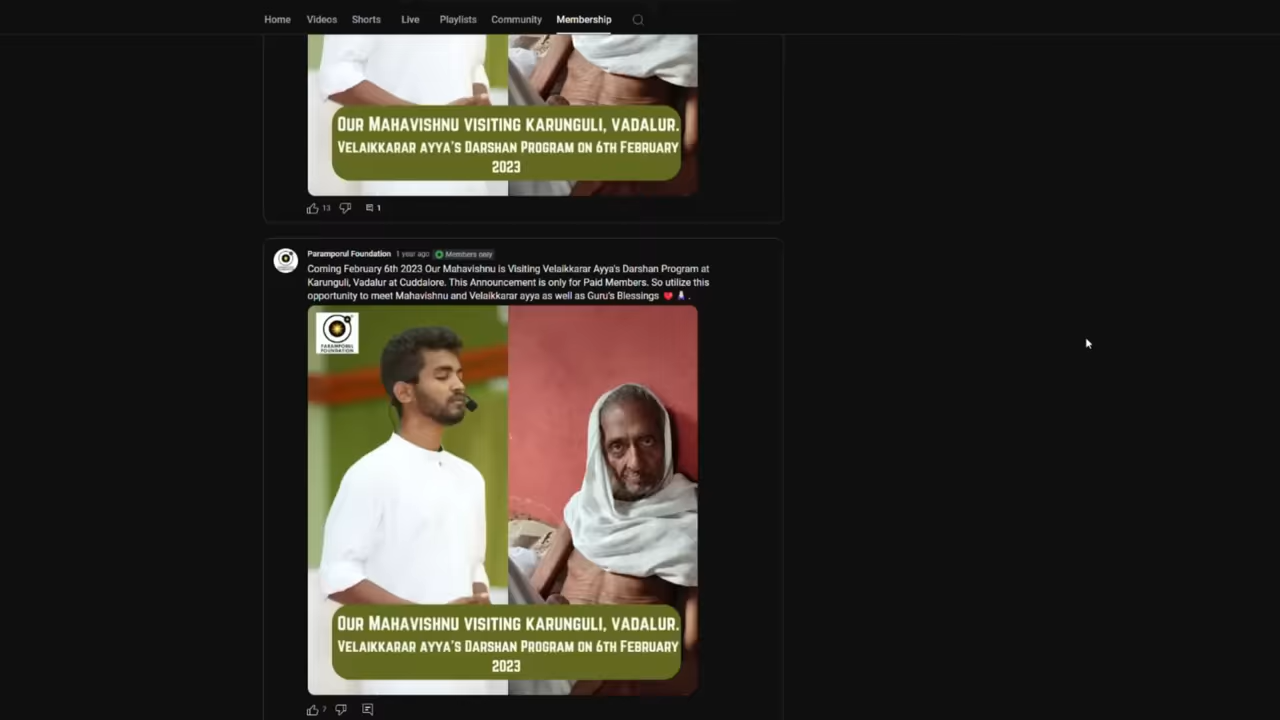 Home Videos Shorts Live Playlists Community Membership
OUR MAHAVISHNU VISITING KARUNGULI, VADALUR.
VELAIKKARAR AYYA'S DARSHAN PROGRAM ON 6TH FEBRUARY
2023
13 1
Paramporul Foundation 1 year ago Members only
Coming February 6th 2023 Our Mahavishnu is Visiting Velaikkarar Ayya's Darshan Program at
Karunguli, Vadalur at Cuddalore. This Announcement is only for Paid Members. So utilize this
opportunity to meet Mahavishnu and Velaikkarar ayya as well as Guru's Blessings ❤️ .
PARAMPORUL
FOUNDATION
OUR MAHAVISHNU VISITING KARUNGULI, VADALUR.
VELAIKKARAR AYYA'S DARSHAN PROGRAM ON 6TH FEBRUARY
2023
7